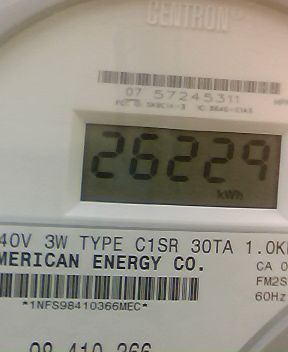 CENTRON®
07 57245311
26229
kWh
40V 3W TYPE C1SR 30TA 1.0K
MERICAN ENERGY CO.
CA 0
FM2S
60Hz
*1NFS98410366MEC*
98 410 366